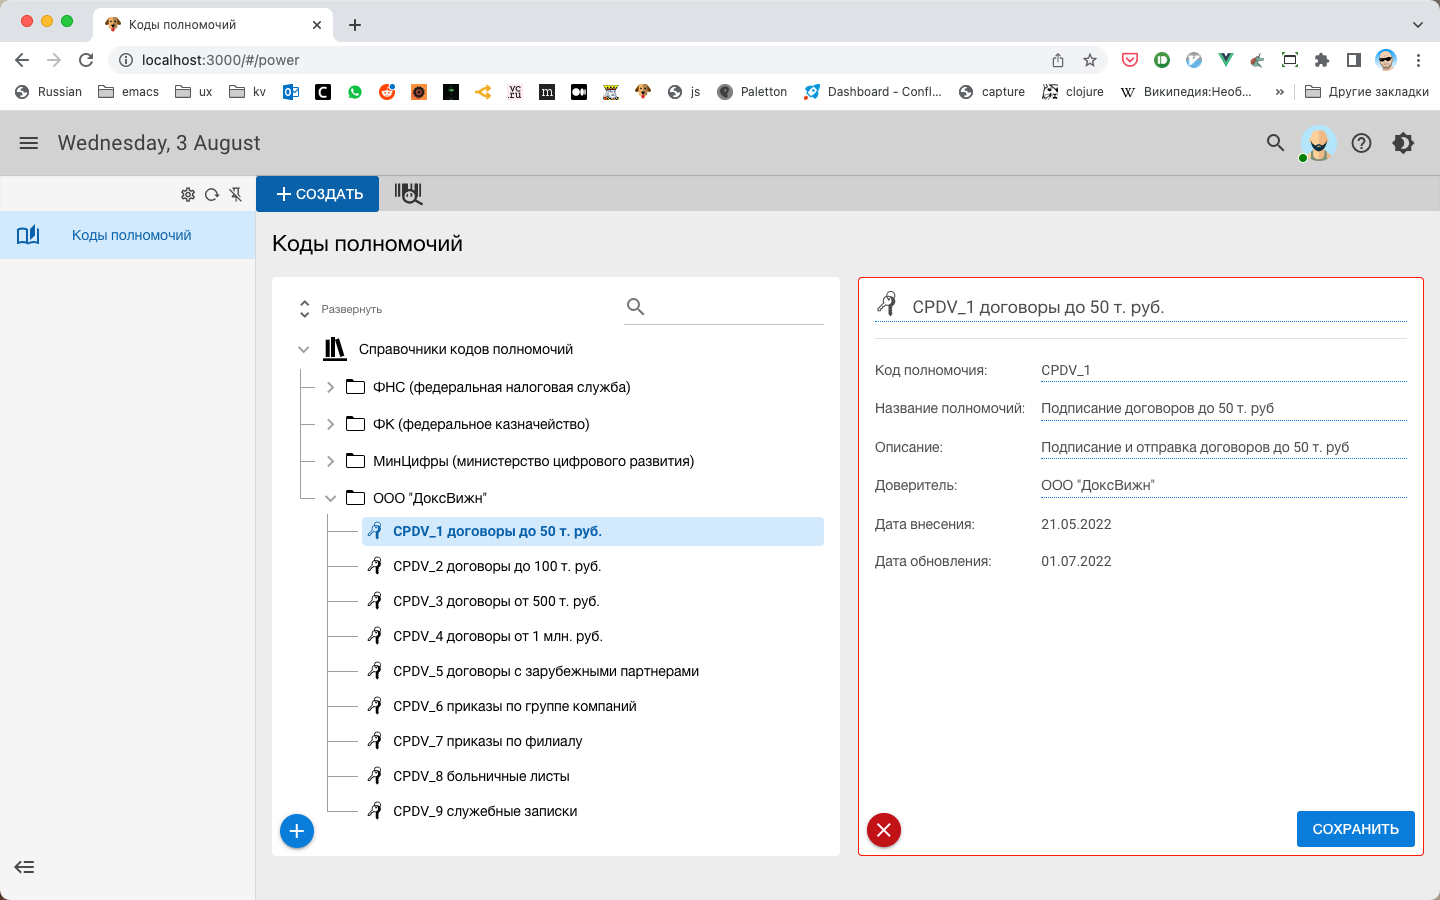 Коды полномочий
localhost:3000/#/power
Russian
emacs
ux
kv
js
Paletton
Dashboard - Confl...
capture
clojure
Википедия:Необ...
»
Другие закладки
Wednesday, 3 August
СОЗДАТЬ
Коды полномочий
Коды полномочий
Развернуть
Справочники кодов полномочий
ФНС (федеральная налоговая служба)
ФК (федеральное казначейство)
МинЦифры (министерство цифрового развития)
ООО "ДоксВижн"
CPDV_1 договоры до 50 т. руб.
CPDV_2 договоры до 100 т. руб.
CPDV_3 договоры от 500 т. руб.
CPDV_4 договоры от 1 млн. руб.
CPDV_5 договоры с зарубежными партнерами
CPDV_6 приказы по группе компаний
CPDV_7 приказы по филиалу
CPDV_8 больничные листы
CPDV_9 служебные записки
CPDV_1 договоры до 50 т. руб.
Код полномочия: CPDV_1
Название полномочий: Подписание договоров до 50 т. руб
Описание: Подписание и отправка договоров до 50 т. руб
Доверитель: ООО "ДоксВижн"
Дата внесения: 21.05.2022
Дата обновления: 01.07.2022
СОХРАНИТЬ